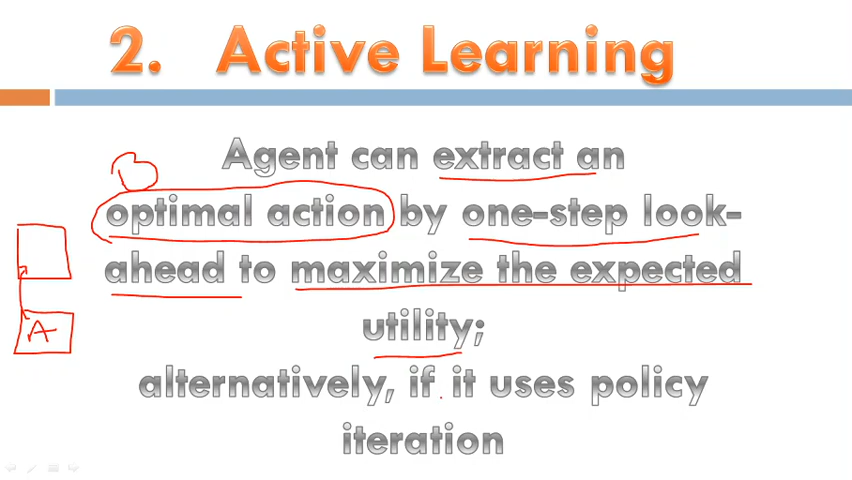 2. Active Learning
Agent can extract an
optimal action by one-step look-
ahead to maximize the expected
A
utility;
alternatively, if it uses policy
iteration